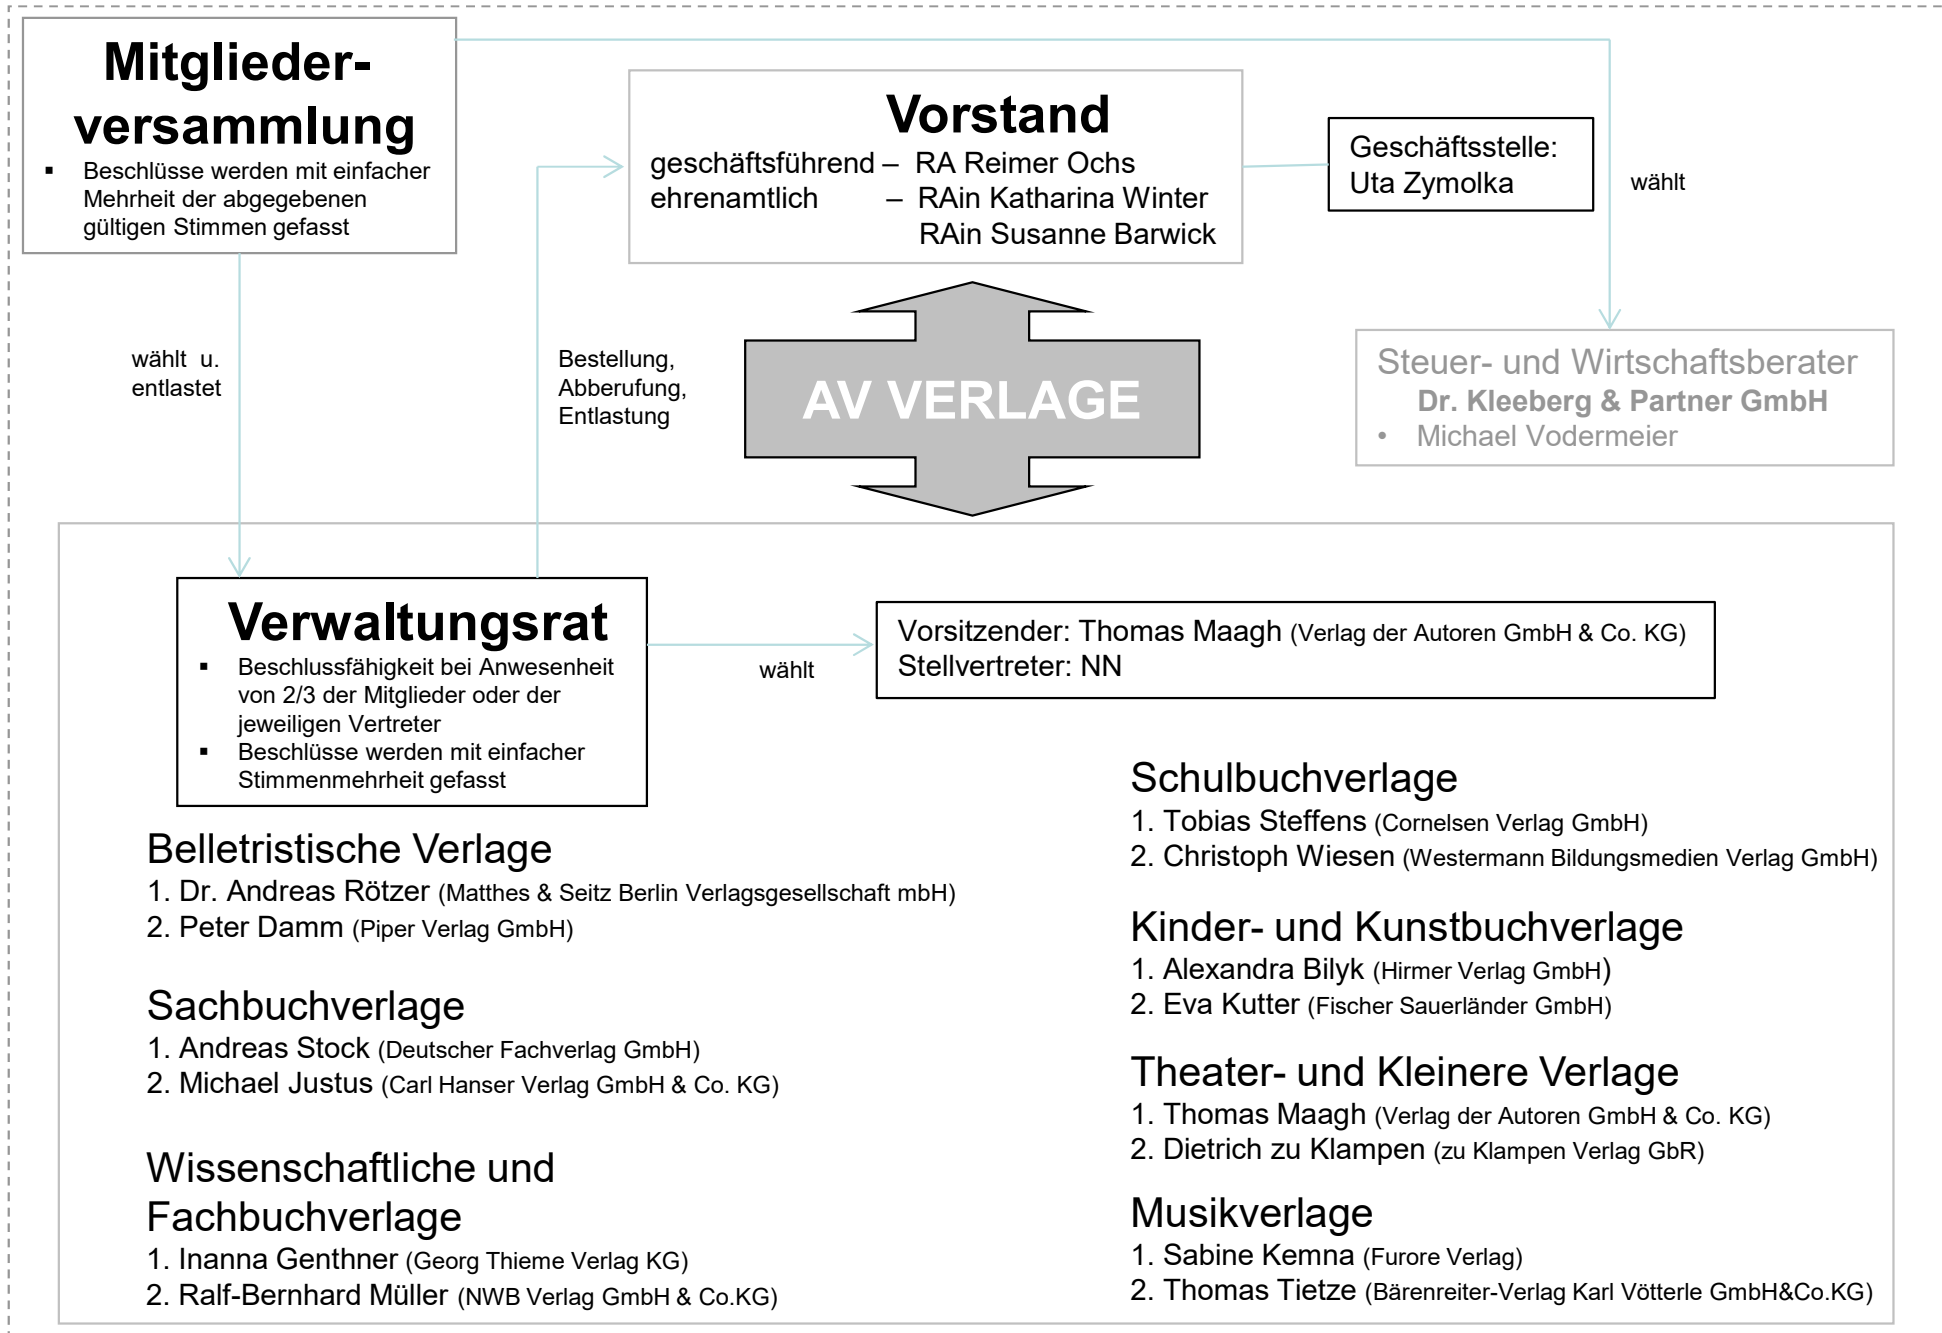 Mitglieder-
versammlung
▪ Beschlüsse werden mit einfacher
Mehrheit der abgegebenen
gültigen Stimmen gefasst
Vorstand
geschäftsführend – RA Reimer Ochs
ehrenamtlich – RAin Katharina Winter
RAin Susanne Barwick
Geschäftsstelle:
Uta Zymolka
wählt
wählt u.
entlastet
Bestellung,
Abberufung,
Entlastung
AV VERLAGE
Steuer- und Wirtschaftsberater
Dr. Kleeberg & Partner GmbH
• Michael Vodermeier
Verwaltungsrat
▪ Beschlussfähigkeit bei Anwesenheit
von 2/3 der Mitglieder oder der
jeweiligen Vertreter
▪ Beschlüsse werden mit einfacher
Stimmenmehrheit gefasst
wählt
Vorsitzender: Thomas Maagh (Verlag der Autoren GmbH & Co. KG)
Stellvertreter: NN
Belletristische Verlage
1. Dr. Andreas Rötzer (Matthes & Seitz Berlin Verlagsgesellschaft mbH)
2. Peter Damm (Piper Verlag GmbH)
Sachbuchverlage
1. Andreas Stock (Deutscher Fachverlag GmbH)
2. Michael Justus (Carl Hanser Verlag GmbH & Co. KG)
Wissenschaftliche und
Fachbuchverlage
1. Inanna Genthner (Georg Thieme Verlag KG)
2. Ralf-Bernhard Müller (NWB Verlag GmbH & Co.KG)
Schulbuchverlage
1. Tobias Steffens (Cornelsen Verlag GmbH)
2. Christoph Wiesen (Westermann Bildungsmedien Verlag GmbH)
Kinder- und Kunstbuchverlage
1. Alexandra Bilyk (Hirmer Verlag GmbH)
2. Eva Kutter (Fischer Sauerländer GmbH)
Theater- und Kleinere Verlage
1. Thomas Maagh (Verlag der Autoren GmbH & Co. KG)
2. Dietrich zu Klampen (zu Klampen Verlag GbR)
Musikverlage
1. Sabine Kemna (Furore Verlag)
2. Thomas Tietze (Bärenreiter-Verlag Karl Vötterle GmbH&Co.KG)